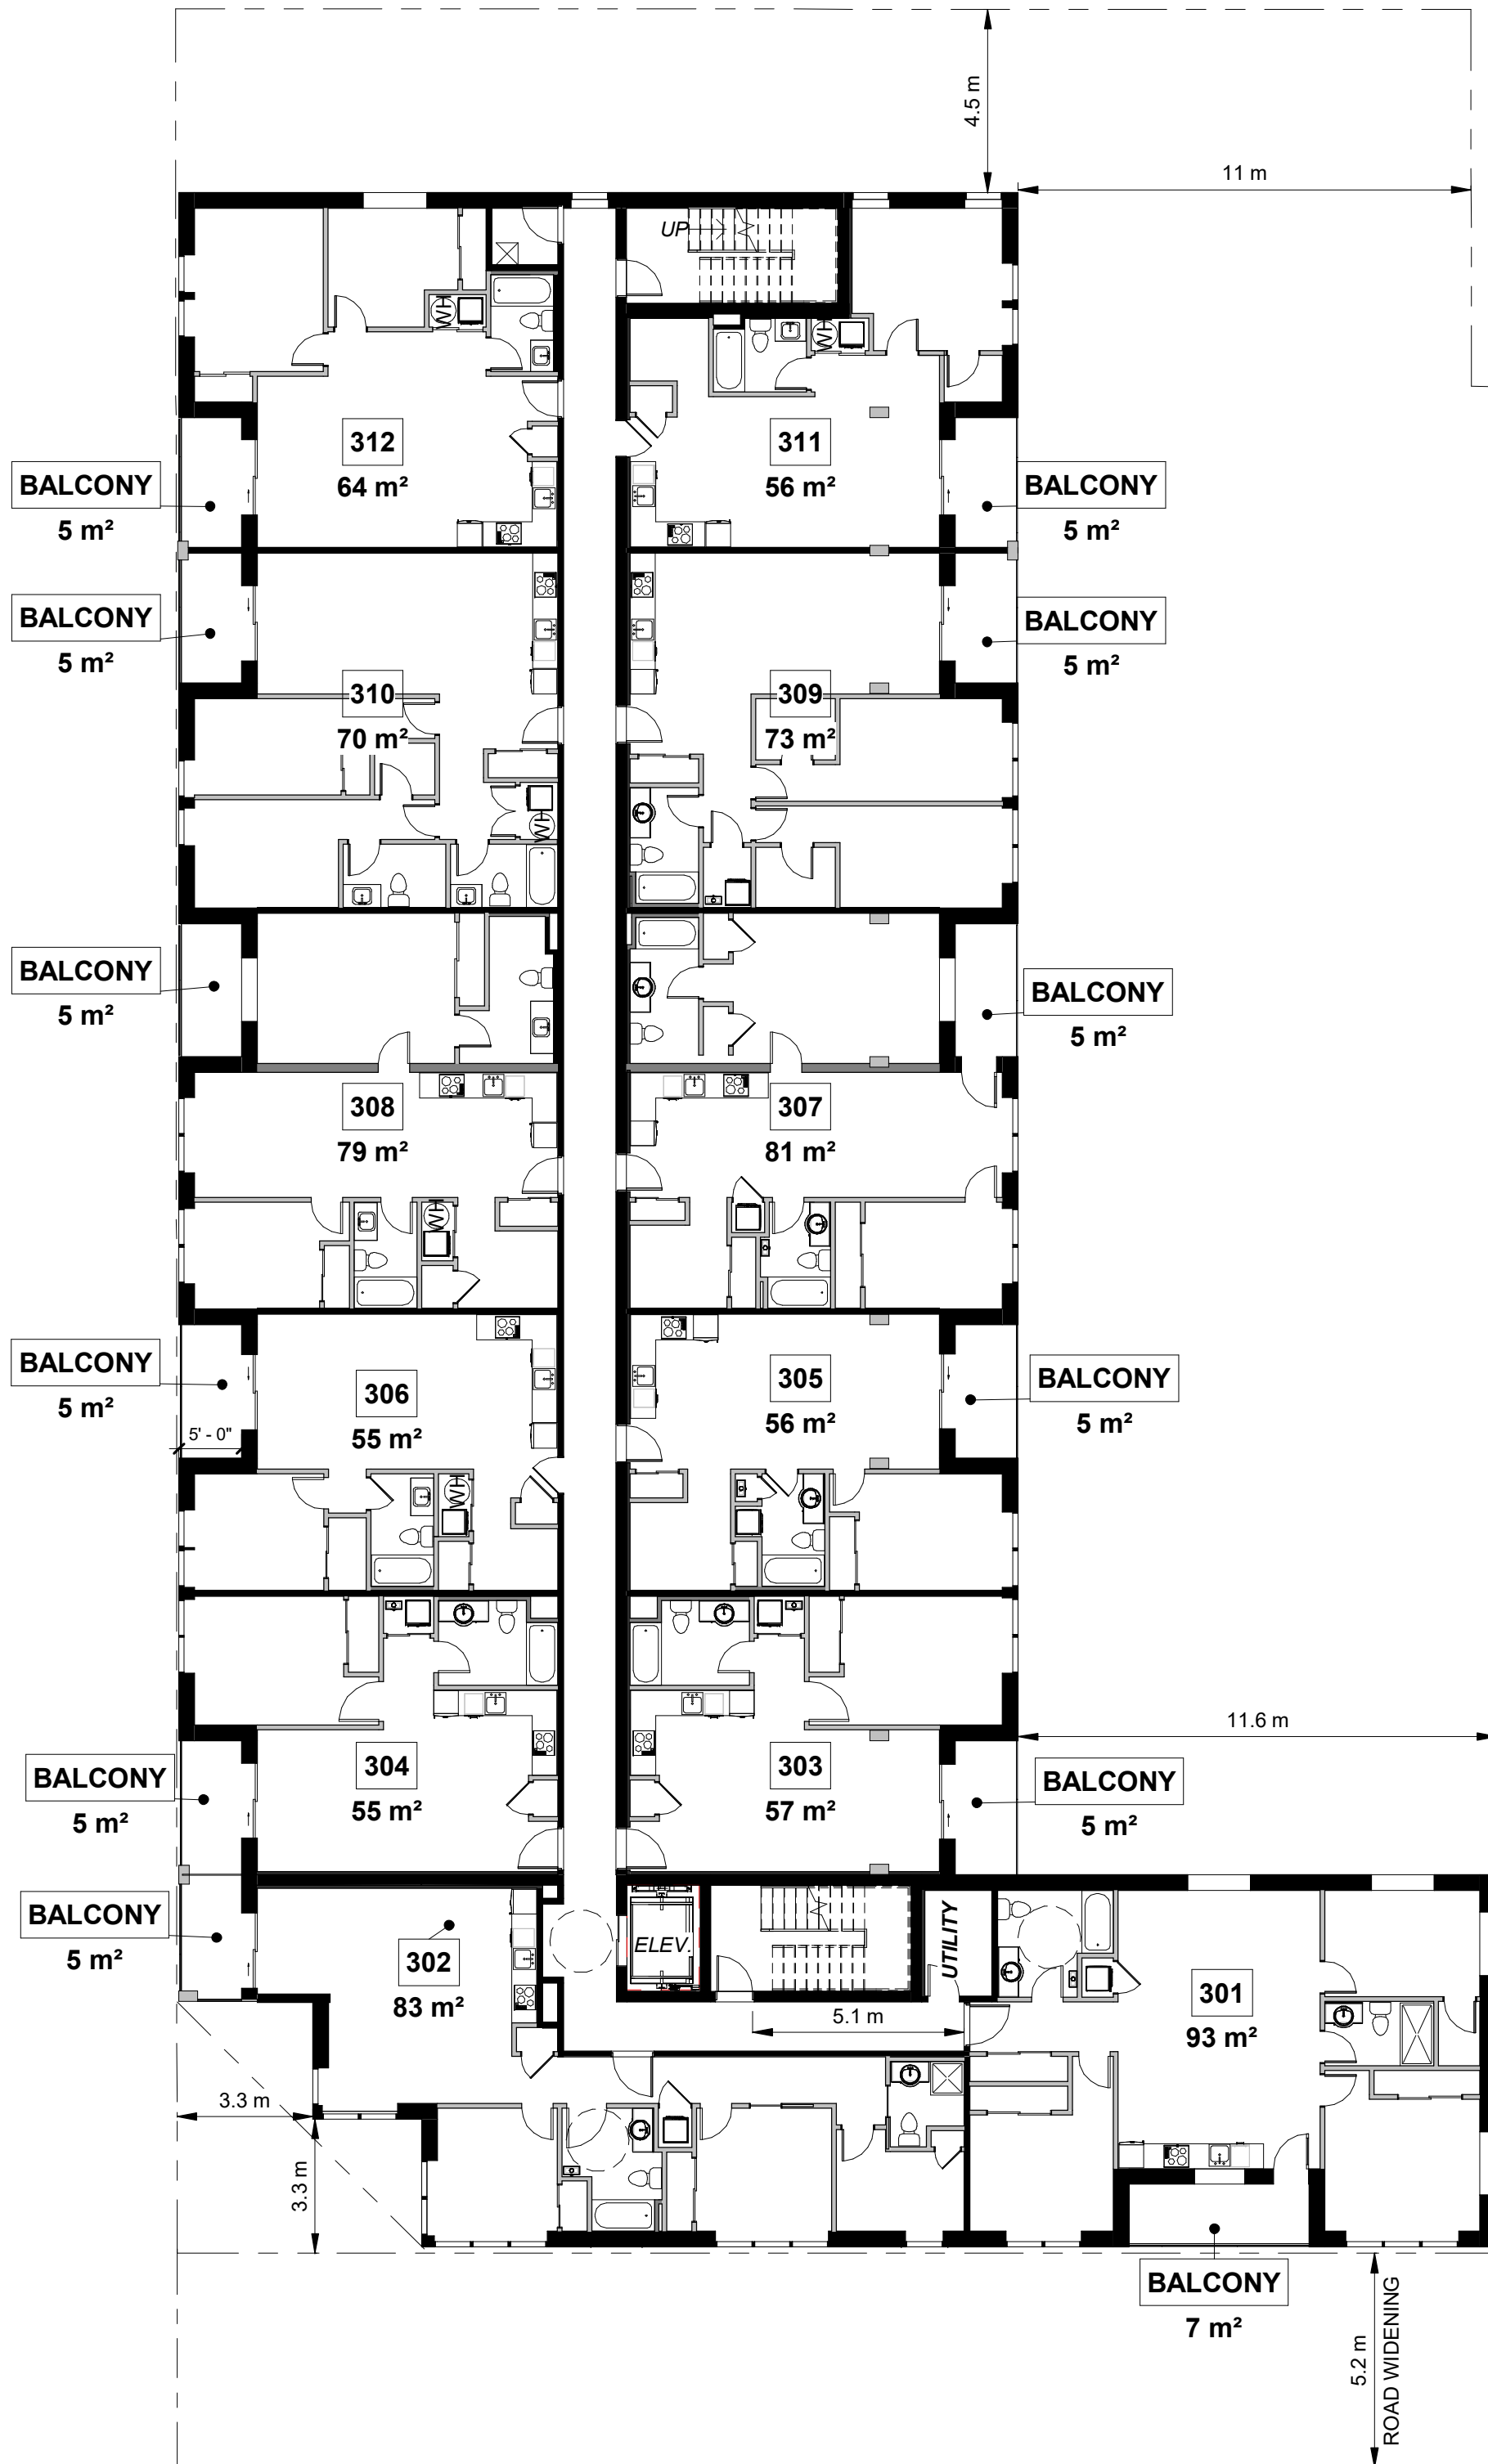 4.5 m
11 m
UP
WH
WH
312
64 m²
311
56 m²
BALCONY
5 m²
BALCONY
5 m²
BALCONY
5 m²
BALCONY
5 m²
310
70 m²
309
73 m²
WH
BALCONY
5 m²
BALCONY
5 m²
308
79 m²
307
81 m²
WH
BALCONY
5 m²
306
55 m²
305
56 m²
BALCONY
5 m²
5' - 0"
WH
11.6 m
BALCONY
5 m²
304
55 m²
303
57 m²
BALCONY
5 m²
BALCONY
5 m²
302
83 m²
ELEV.
UTILITY
301
93 m²
5.1 m
3.3 m
3.3 m
BALCONY
7 m²
5.2 m
ROAD WIDENING